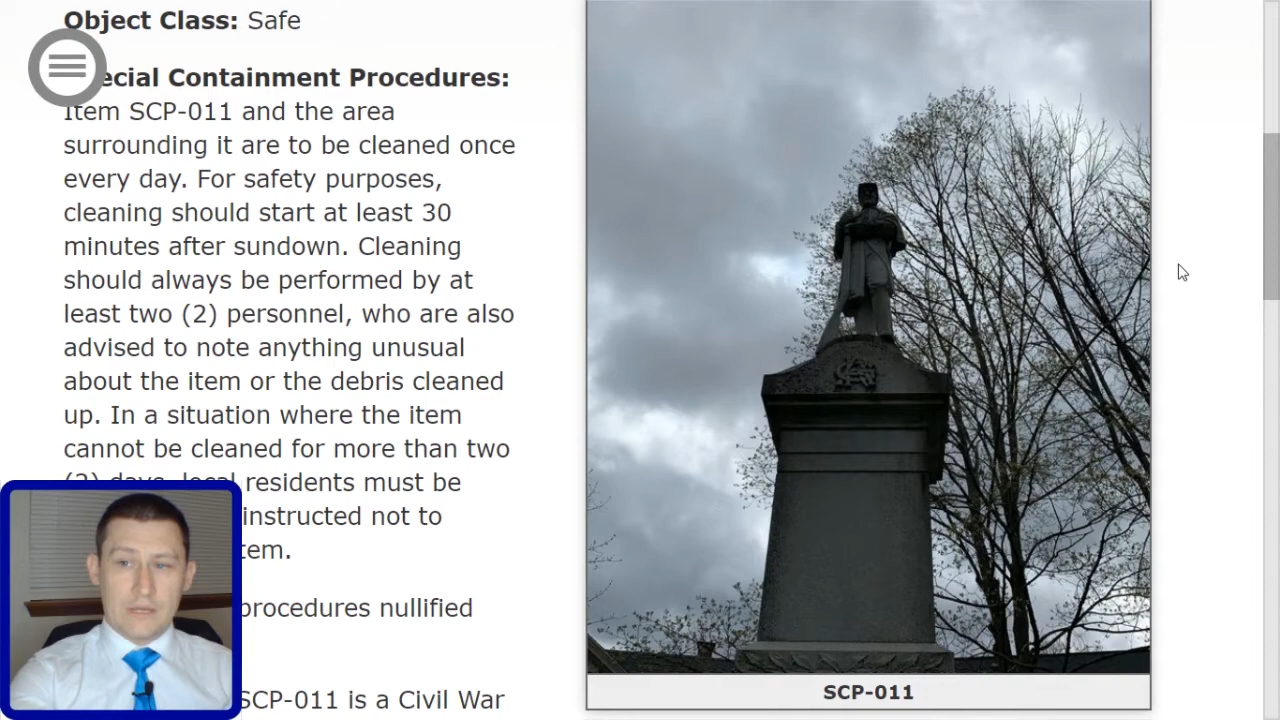 Object Class: Safe
ecial Containment Procedures:
Item SCP-011 and the area
surrounding it are to be cleaned once
every day. For safety purposes,
cleaning should start at least 30
minutes after sundown. Cleaning
should always be performed by at
least two (2) personnel, who are also
advised to note anything unusual
about the item or the debris cleaned
up. In a situation where the item
cannot be cleaned for more than two
(2) days, local residents must be
instructed not to
tem.
procedures nullified
SCP-011 is a Civil War
SCP-011